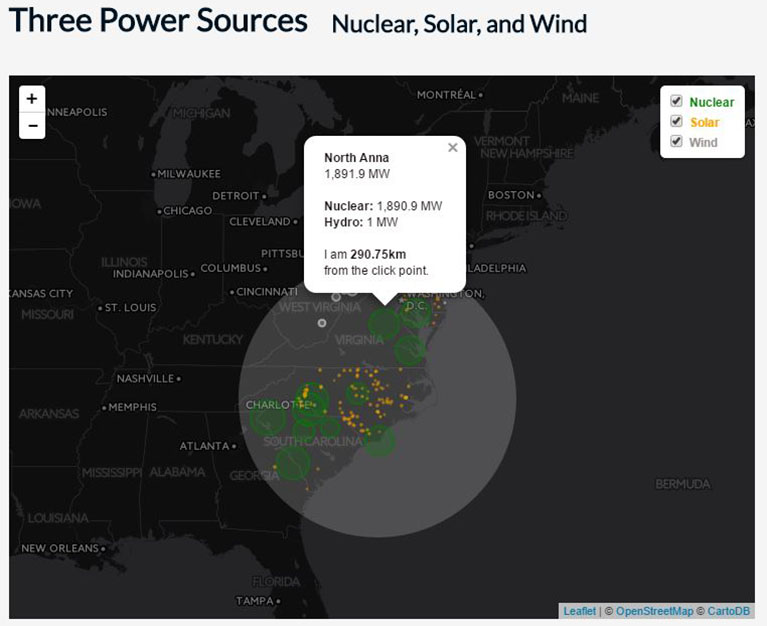 Three Power Sources Nuclear, Solar, and Wind
+
−
Nuclear
Solar
Wind
North Anna
1,891.9 MW
Nuclear: 1,890.9 MW
Hydro: 1 MW
I am 290.75km
from the click point.
×
MONTRÉAL
MAINE
NNEAPOLIS
MICHIGAN
VERMONT
NEW HAMPSHIRE
MILWAUKEE
DETROIT
BOSTON
IOWA
CHICAGO
RHODE ISLAND
CLEVELAND
PITTSBU
ILLINOIS
COLUMBUS
LADELPHIA
INDIANAPOLIS
KANSAS CITY
CINCINNATI
WASHINGTON,
D.C.
ST. LOUIS
WEST VIRGINIA
MISSOURI
KENTUCKY
VIRGINIA
NASHVILLE
CHARLOTTE
MEMPHIS
ARKANSAS
SOUTH CAROLINA
ATLANTA
MISSISSIPPI
ALABAMA
GEORGIA
BERMUDA
LOUISIANA
NEW ORLEANS
FLORIDA
TAMPA
Leaflet | © OpenStreetMap © CartoDB